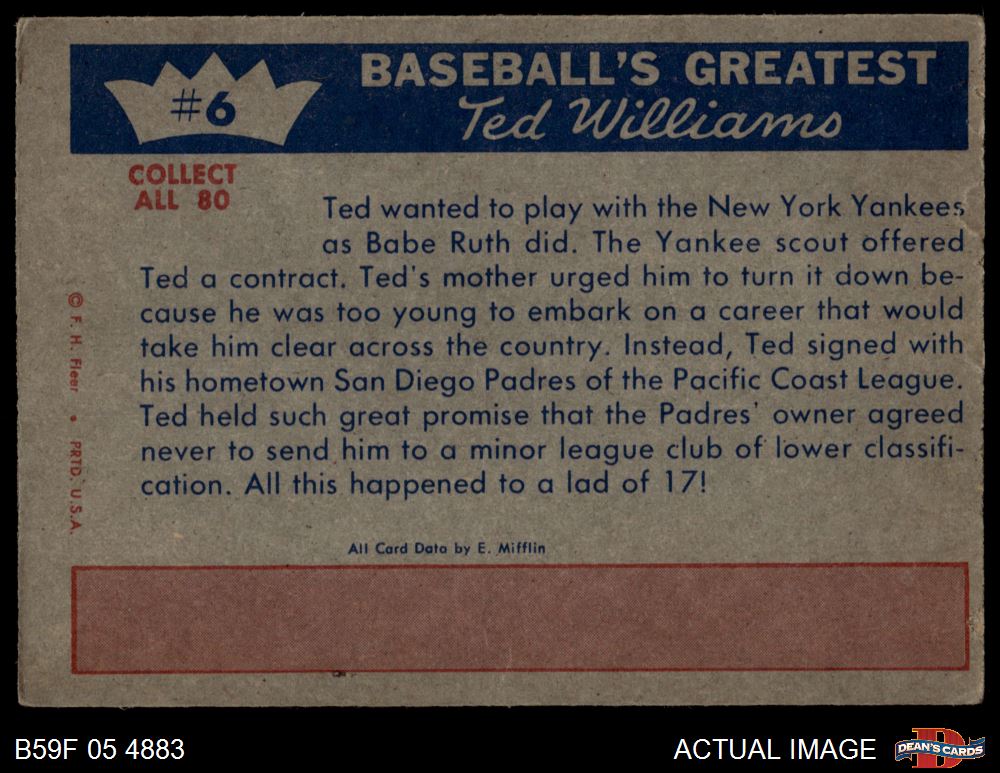 #6
BASEBALL'S GREATEST
Ted Williams
COLLECT
ALL 80
Ted wanted to play with the New York Yankees
as Babe Ruth did. The Yankee scout offered
Ted a contract. Ted's mother urged him to turn it down be-
cause he was too young to embark on a career that would
take him clear across the country. Instead, Ted signed with
his hometown San Diego Padres of the Pacific Coast League.
Ted held such great promise that the Padres' owner agreed
never to send him to a minor league club of lower classifi-
cation. All this happened to a lad of 17!
© F. H. Fleer • PRTD. U.S.A.
All Card Data by E. Mifflin
B59F 05 4883
ACTUAL IMAGE
D
DEAN'S CARDS